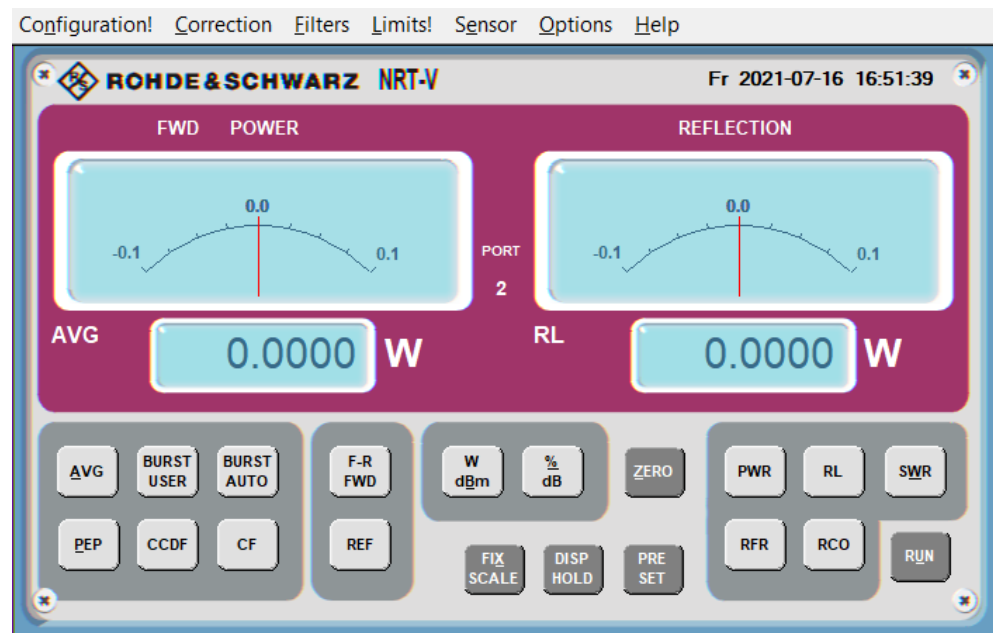 Configuration! Correction Filters Limits! Sensor Options Help
R&S ROHDE&SCHWARZ NRT-V Fr 2021-07-16 16:51:39
FWD POWER REFLECTION
0.0 0.0
-0.1 0.1 PORT -0.1 0.1
2
AVG RL
0.0000 W 0.0000 W
AVG BURST USER BURST AUTO F-R FWD W dBm % dB ZERO PWR RL SWR
PEP CCDF CF REF FIX SCALE DISP HOLD PRE SET RFR RCO RUN